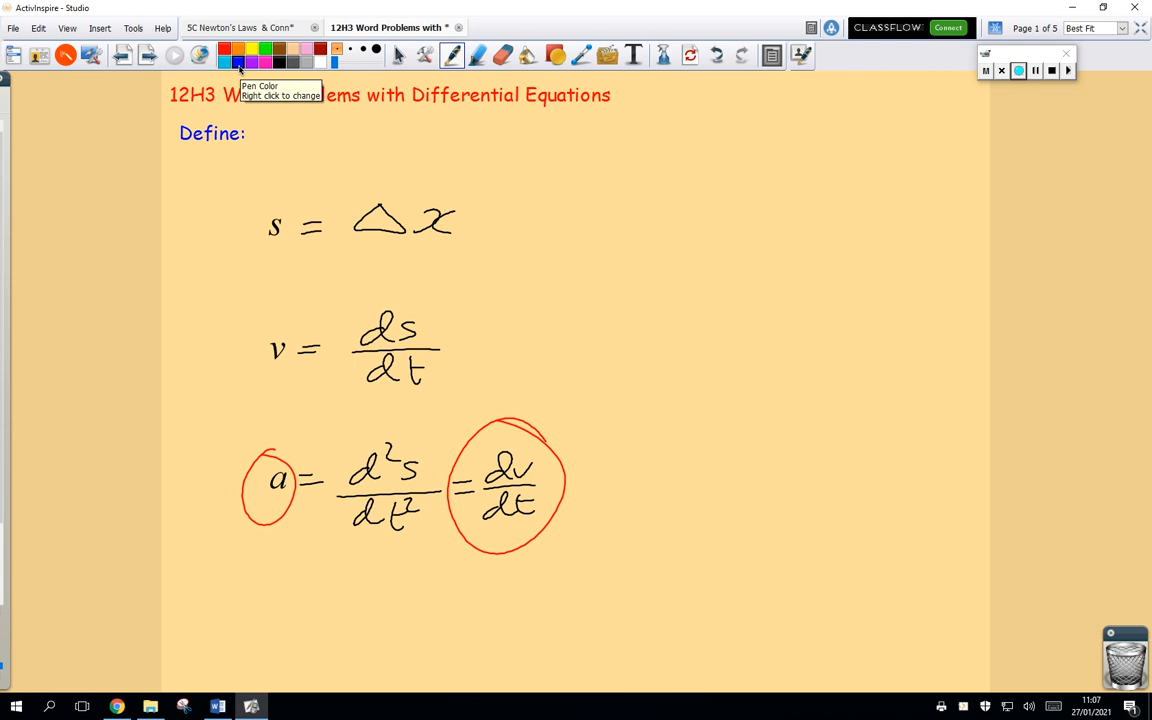 ActivInspire - Studio
File Edit View Insert Tools Help
5C Newton's Laws & Conn*
12H3 Word Problems with *
CLASSFLOW Connect
Page 1 of 5
Best Fit
M
Pen Color
Right click to change
12H3 W lems with Differential Equations
Define:
s = △x
v = ds/dt
a = d²s/dt² = dv/dt
11:07
27/01/2021